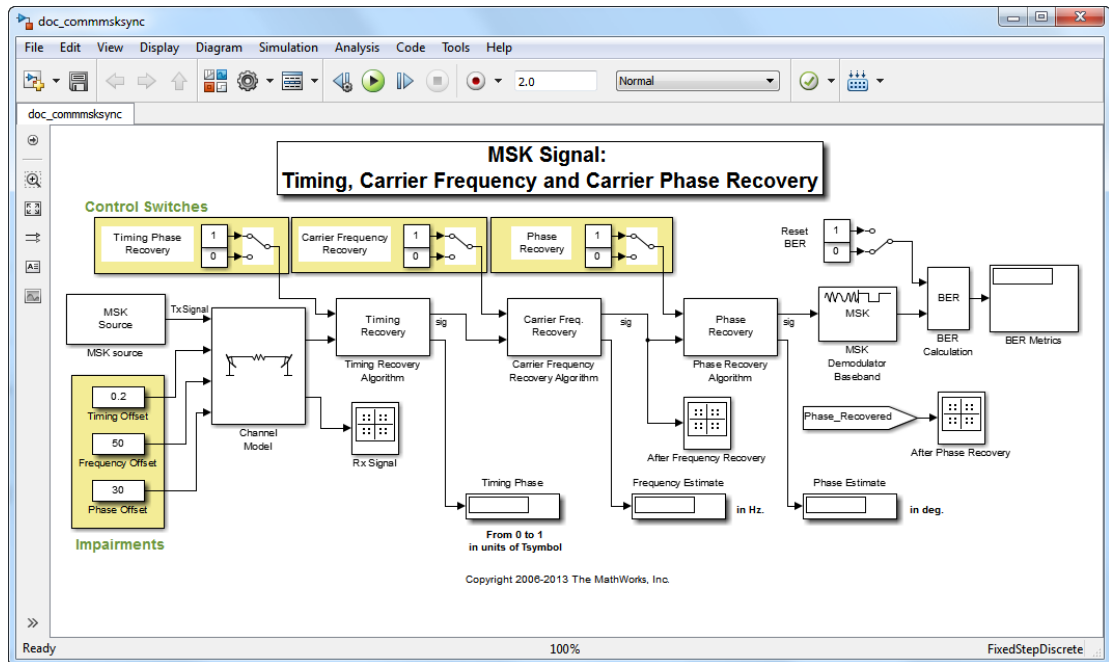 doc_commmsksync
File Edit View Display Diagram Simulation Analysis Code Tools Help
2.0
Normal
doc_commmsksync
MSK Signal:
Timing, Carrier Frequency and Carrier Phase Recovery
Control Switches
Timing Phase
Recovery
1
0
Carrier Frequency
Recovery
1
0
Phase
Recovery
1
0
Reset
BER
1
0
MSK
Source
TxSignal
MSK source
Timing
Recovery
sig
Timing Recovery
Algorithm
Carrier Freq.
Recovery
sig
Carrier Frequency
Recovery Algorithm
Phase
Recovery
sig
Phase Recovery
Algorithm
MSK
MSK
Demodulator
Baseband
BER
BER
Calculation
BER Metrics
0.2
Timing Offset
50
Frequency Offset
30
Phase Offset
Impairments
Channel
Model
Rx Signal
After Frequency Recovery
Phase_Recovered
After Phase Recovery
Timing Phase
From 0 to 1
in units of Tsymbol
Frequency Estimate
in Hz.
Phase Estimate
in deg.
Copyright 2006-2013 The MathWorks, Inc.
Ready
100%
FixedStepDiscrete